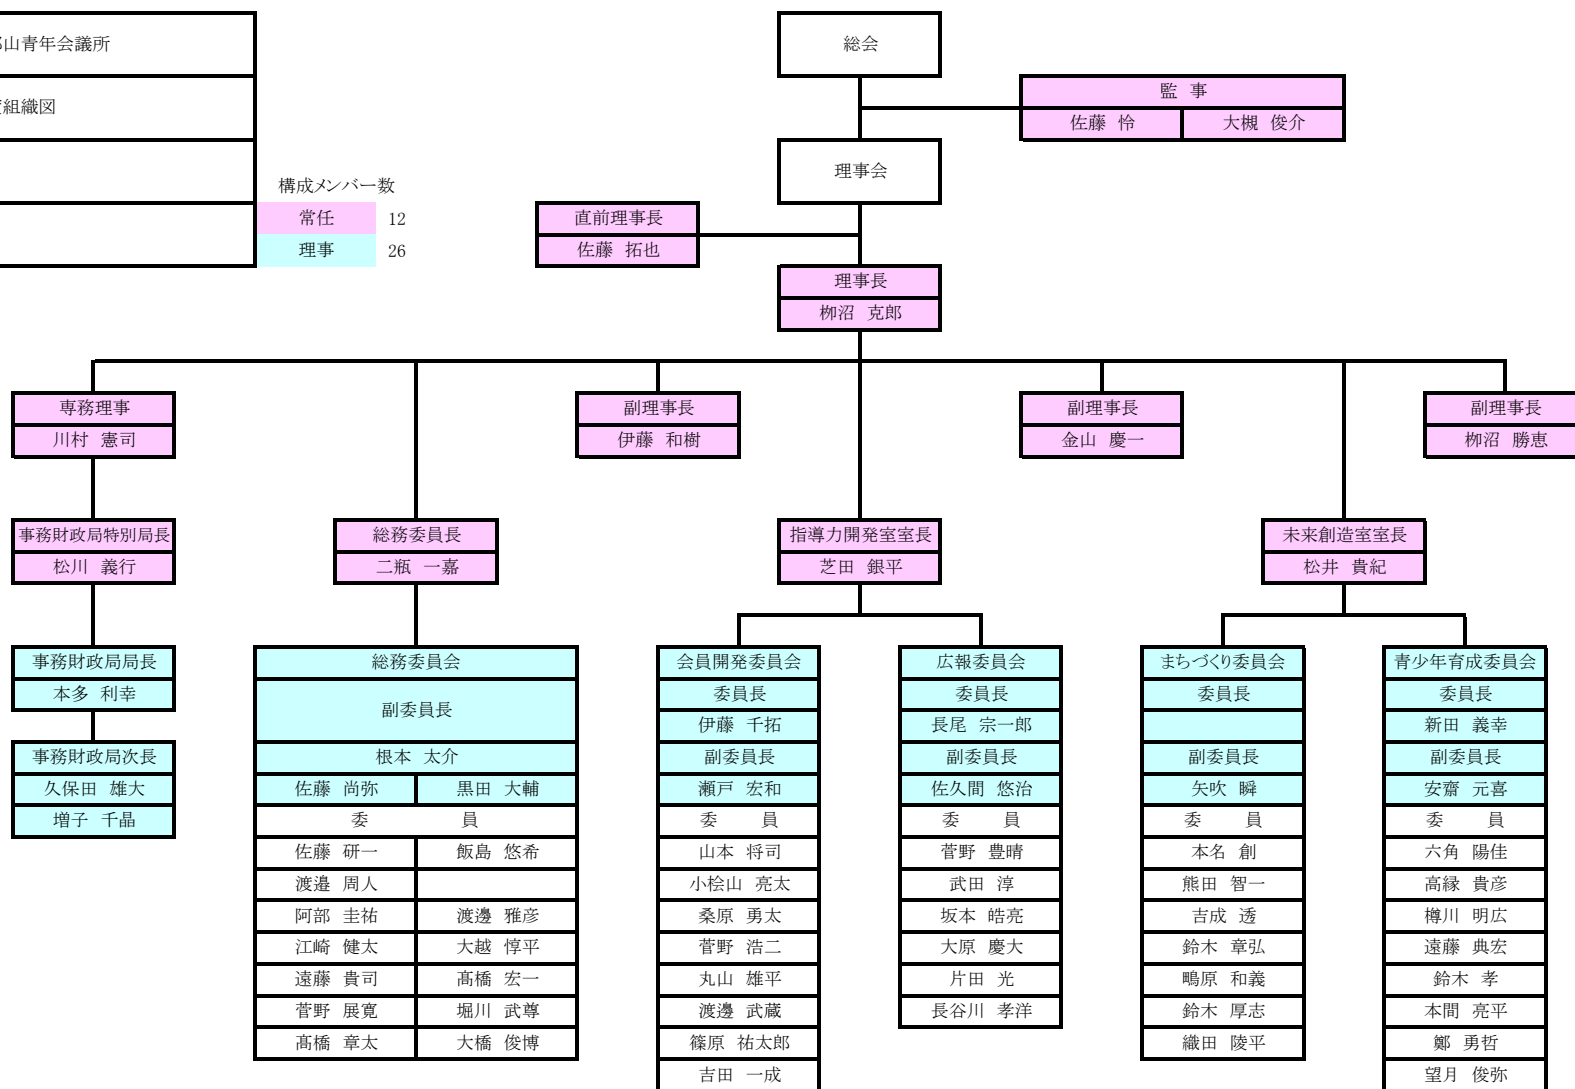 山青年会議所
組織図
構成メンバー数
常任 12
理事 26
総会
監 事
佐藤 怜 大槻 俊介
理事会
直前理事長
佐藤 拓也
理事長
栁沼 克郎
専務理事
川村 憲司
副理事長
伊藤 和樹
副理事長
金山 慶一
副理事長
栁沼 勝恵
事務財政局特別局長
松川 義行
総務委員長
二瓶 一嘉
指導力開発室室長
芝田 銀平
未来創造室室長
松井 貴紀
事務財政局局長
本多 利幸
事務財政局次長
久保田 雄大
増子 千晶
総務委員会
副委員長
根本 太介
佐藤 尚弥 黒田 大輔
委 員
佐藤 研一 飯島 悠希
渡邉 周人
阿部 圭祐 渡邊 雅彦
江崎 健太 大越 惇平
遠藤 貴司 髙橋 宏一
菅野 展寛 堀川 武尊
髙橋 章太 大橋 俊博
会員開発委員会
委員長
伊藤 千拓
副委員長
瀬戸 宏和
委 員
山本 将司
小桧山 亮太
桑原 勇太
菅野 浩二
丸山 雄平
渡邊 武蔵
篠原 祐太郎
吉田 一成
広報委員会
委員長
長尾 宗一郎
副委員長
佐久間 悠治
委 員
菅野 豊晴
武田 淳
坂本 皓亮
大原 慶大
片田 光
長谷川 孝洋
まちづくり委員会
委員長
副委員長
矢吹 瞬
委 員
本名 創
熊田 智一
吉成 透
鈴木 章弘
鴫原 和義
鈴木 厚志
織田 陵平
青少年育成委員会
委員長
新田 義幸
副委員長
安齋 元喜
委 員
六角 陽佳
高縁 貴彦
樽川 明広
遠藤 典宏
鈴木 孝
本間 亮平
鄭 勇哲
望月 俊弥